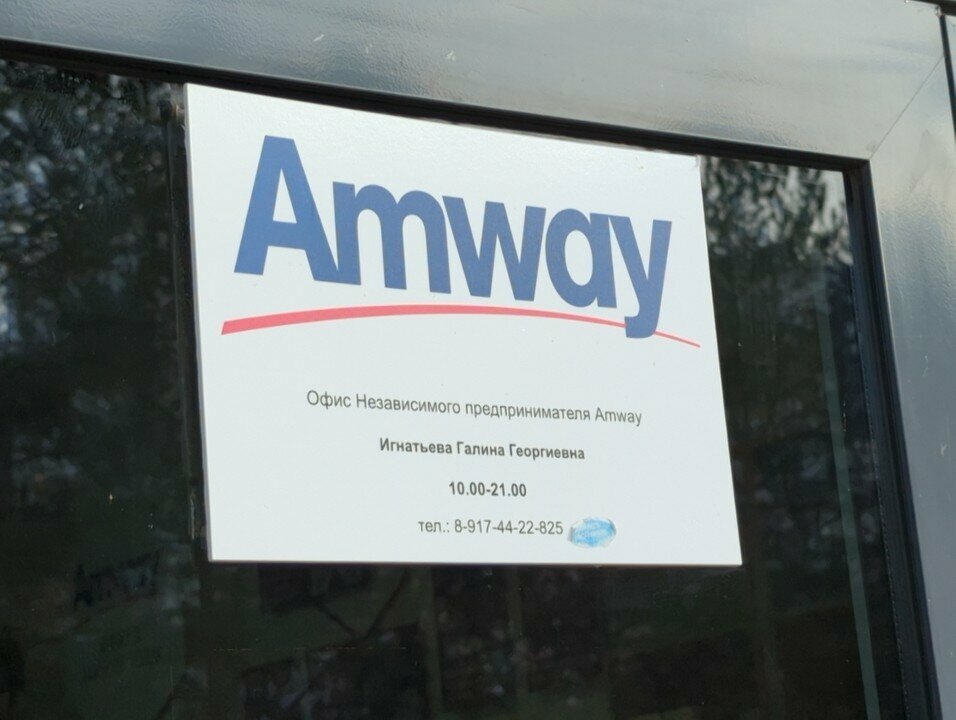 Amway
Офис Независимого предпринимателя Amway
Игнатьева Галина Георгиевна
10.00-21.00
тел.: 8-917-44-22-825